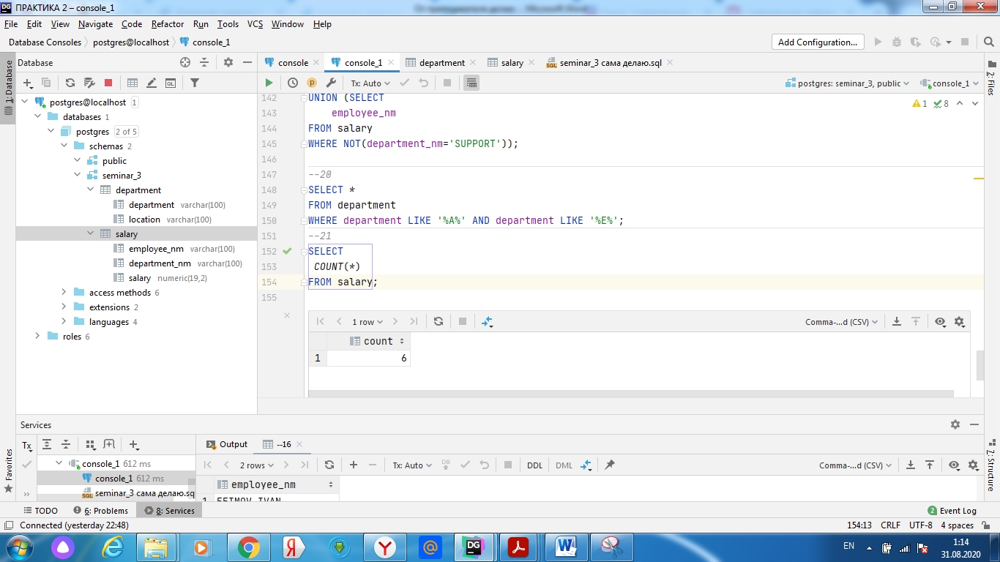 ПРАКТИКА 2 – console_1
File Edit View Navigate Code Refactor Run Tools VCS Window Help
Database Consoles postgres@localhost console_1
Add Configuration...
1: Database
Favorites
Database
postgres@localhost 1
databases 1
postgres 2 of 5
schemas 2
public
seminar_3
department
department varchar(100)
location varchar(100)
salary
employee_nm varchar(100)
department_nm varchar(100)
salary numeric(19,2)
access methods 6
extensions 2
languages 4
roles 6
console console_1 department salary seminar_3 сама делаю.sql
Tx: Auto
postgres: seminar_3, public console_1
1 8
142 UNION (SELECT
143 employee_nm
144 FROM salary
145 WHERE NOT(department_nm='SUPPORT'));
146
147 --20
148 SELECT *
149 FROM department
150 WHERE department LIKE '%A%' AND department LIKE '%E%';
151 --21
152 SELECT
153 COUNT(*)
154 FROM salary;
155
1 row
Comma-...d (CSV)
count
1 6
2: Files
7: Structure
Services
Tx
console_1 612 ms
console_1 612 ms
seminar_3 сама делаю.sq
Output --16
2 rows Tx: Auto DB DDL DML Comma-...d (CSV)
employee_nm
TODO 6: Problems 8: Services
2 Event Log
Connected (yesterday 22:48)
154:13 CRLF UTF-8 4 spaces
EN
1:14
31.08.2020